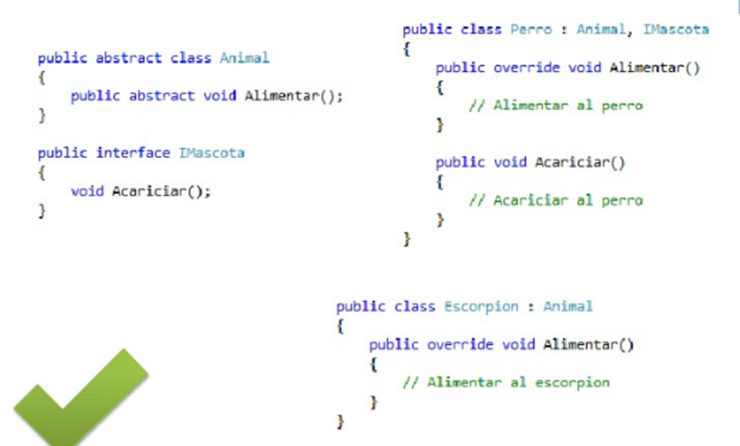 public abstract class Animal
{
public abstract void Alimentar();
}
public interface IMascota
{
void Acariciar();
}
public class Perro : Animal, IMascota
{
public override void Alimentar()
{
// Alimentar al perro
}
public void Acariciar()
{
// Acariciar al perro
}
}
public class Escorpion : Animal
{
public override void Alimentar()
{
// Alimentar al escorpion
}
}